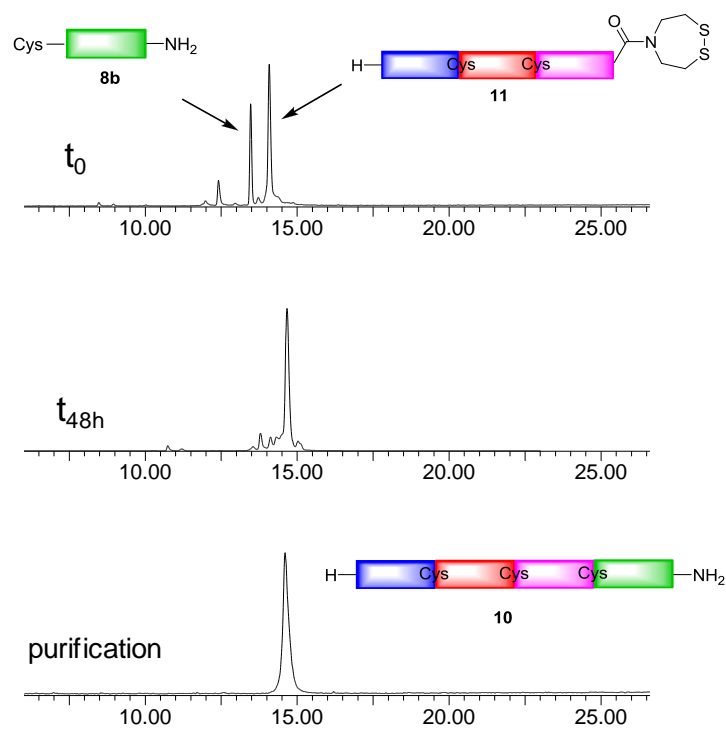 Cys NH2
8b
O
N
S
S
H Cys Cys
11
t0
10.00 15.00 20.00 25.00
t48h
10.00 15.00 20.00 25.00
H Cys Cys Cys NH2
10
purification
10.00 15.00 20.00 25.00